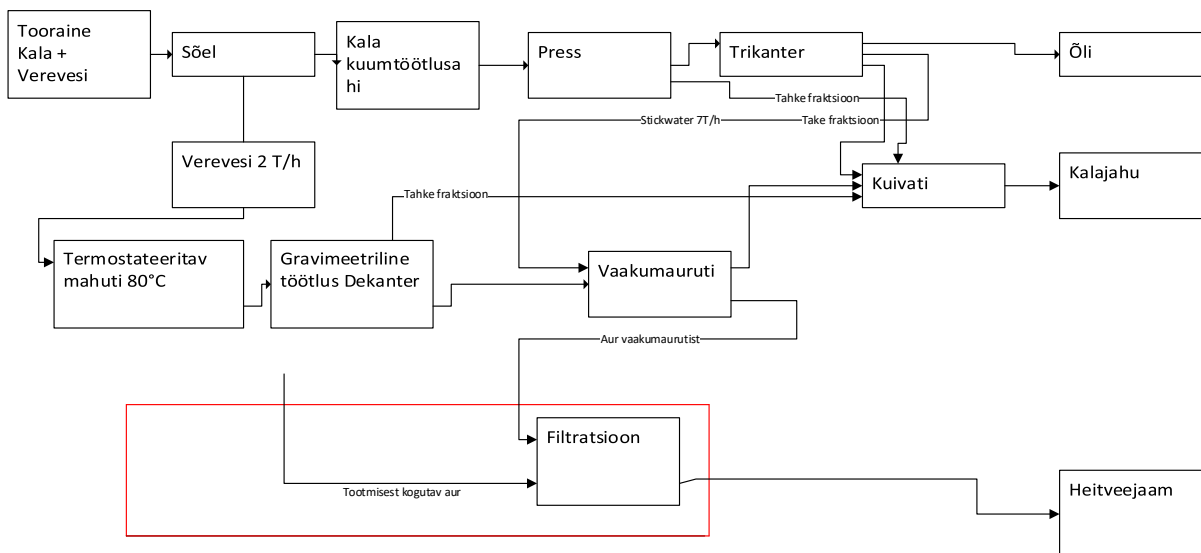 Tooraine
Kala +
Verevesi
Sõel
Kala
kuumtöötlusa
hi
Press
Trikanter
Õli
Tahke fraktsioon
Stickwater 7T/h
Take fraktsioon
Verevesi 2 T/h
Kuivati
Kalajahu
Tahke fraktsioon
Termostateeritav
mahuti 80°C
Gravimeetriline
töötlus Dekanter
Vaakumauruti
Aur vaakumaurutist
Filtratsioon
Tootmisest kogutav aur
Heitveejaam